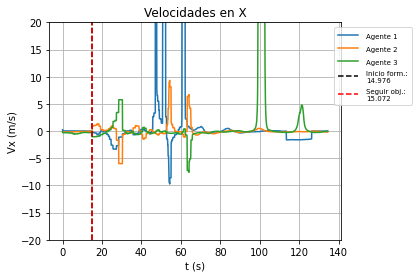 Velocidades en X
Vx (m/s)
20
15
10
5
0
−5
−10
−15
−20
0
20
40
60
80
100
120
140
t (s)
Agente 1
Agente 2
Agente 3
Inicio form.:
14.976
Seguir obj.:
15.072